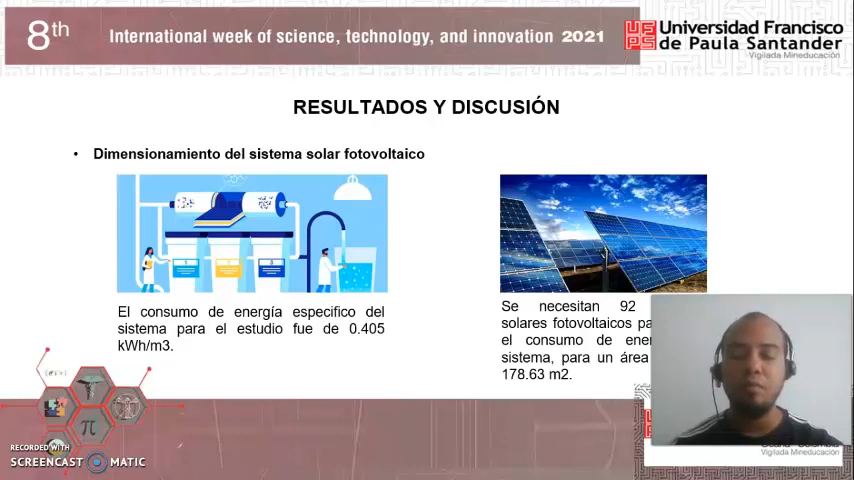 8th
International week of science, technology, and innovation 2021
Universidad Francisco
de Paula Santander
Vigilada Mineducación
RESULTADOS Y DISCUSIÓN
• Dimensionamiento del sistema solar fotovoltaico
El consumo de energía especifico del
sistema para el estudio fue de 0.405
kWh/m3.
Se necesitan 92
solares fotovoltaicos
el consumo de
sistema, para un área
178.63 m2.
π
RECORDED WITH
SCREENCAST MATIC
Vigilada Mineducación